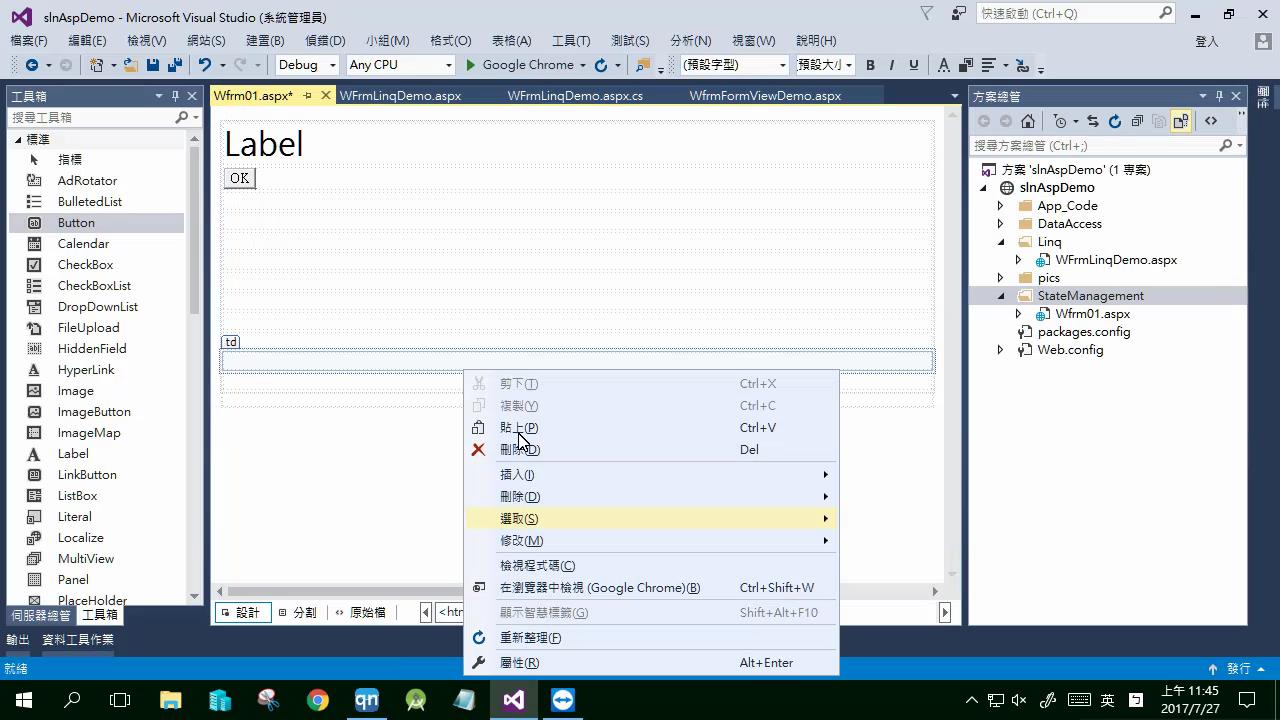 slnAspDemo - Microsoft Visual Studio (系統管理員)
快速啟動 (Ctrl+Q)
檔案(F) 編輯(E) 檢視(V) 網站(S) 建置(B) 偵錯(D) 小組(M) 格式(O) 表格(A) 工具(T) 測試(S) 分析(N) 視窗(W) 說明(H)
登入
Debug Any CPU Google Chrome (預設字型) 預設大小 B I U
工具箱
搜尋工具箱
標準
指標
AdRotator
BulletedList
Button
Calendar
CheckBox
CheckBoxList
DropDownList
FileUpload
HiddenField
HyperLink
Image
ImageButton
ImageMap
Label
LinkButton
ListBox
Literal
Localize
MultiView
Panel
PlaceHolder
伺服器總管 工具箱
Wfrm01.aspx* WFrmLinqDemo.aspx WFrmLinqDemo.aspx.cs WfrmFormViewDemo.aspx
Label
OK
td
剪下(T) Ctrl+X
複製(Y) Ctrl+C
貼上(P) Ctrl+V
刪除(D) Del
插入(I)
刪除(D)
選取(S)
修改(M)
檢視程式碼(C)
在瀏覽器中檢視 (Google Chrome)(B) Ctrl+Shift+W
顯示智慧標籤(G) Shift+Alt+F10
重新整理(F)
屬性(R) Alt+Enter
設計 分割 原始檔 <htr
方案總管
搜尋方案總管 (Ctrl+;)
方案 'slnAspDemo' (1 專案)
slnAspDemo
App_Code
DataAccess
Linq
WFrmLinqDemo.aspx
pics
StateManagement
Wfrm01.aspx
packages.config
Web.config
輸出 資料工具作業
就緒
發行
qn
英
上午 11:45
2017/7/27